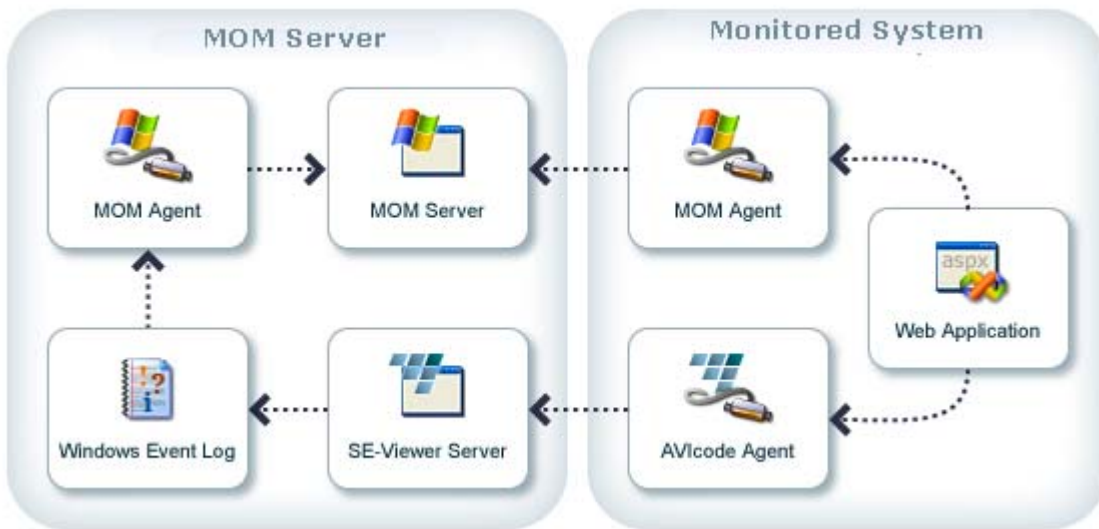 MOM Server
Monitored System
MOM Agent
MOM Server
MOM Agent
aspx
Web Application
Windows Event Log
SE-Viewer Server
AVIcode Agent